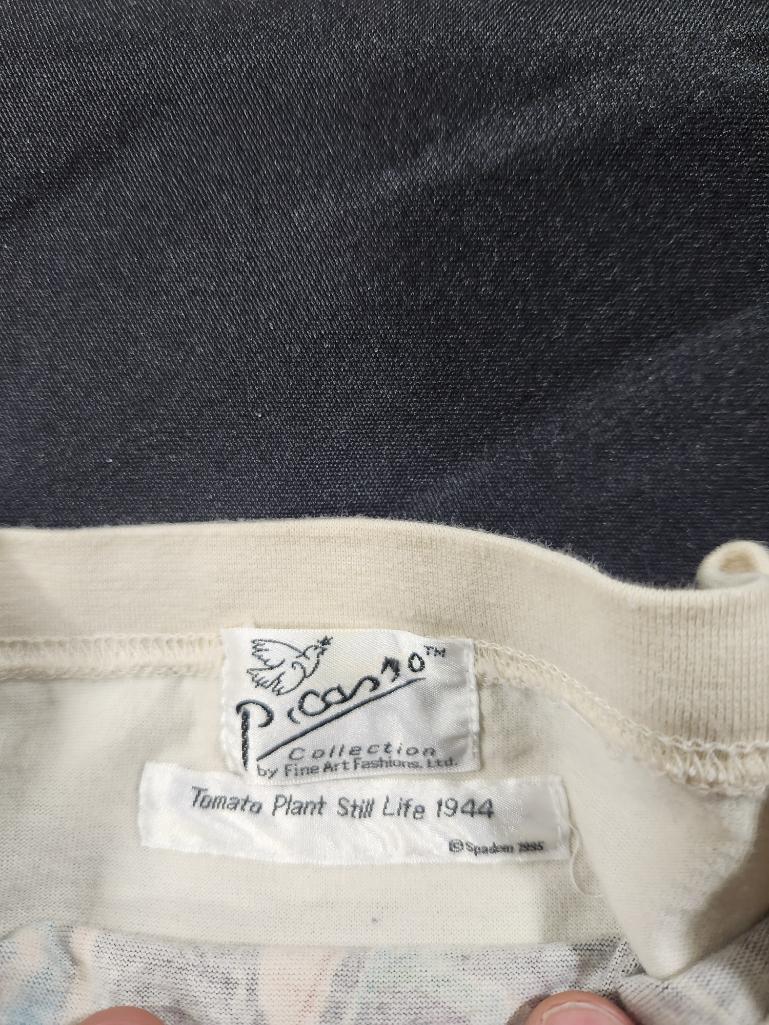 Picasso™
Collection
by Fine Art Fashions, Ltd.
Tomato Plant Still Life 1944
© Spadem 1995